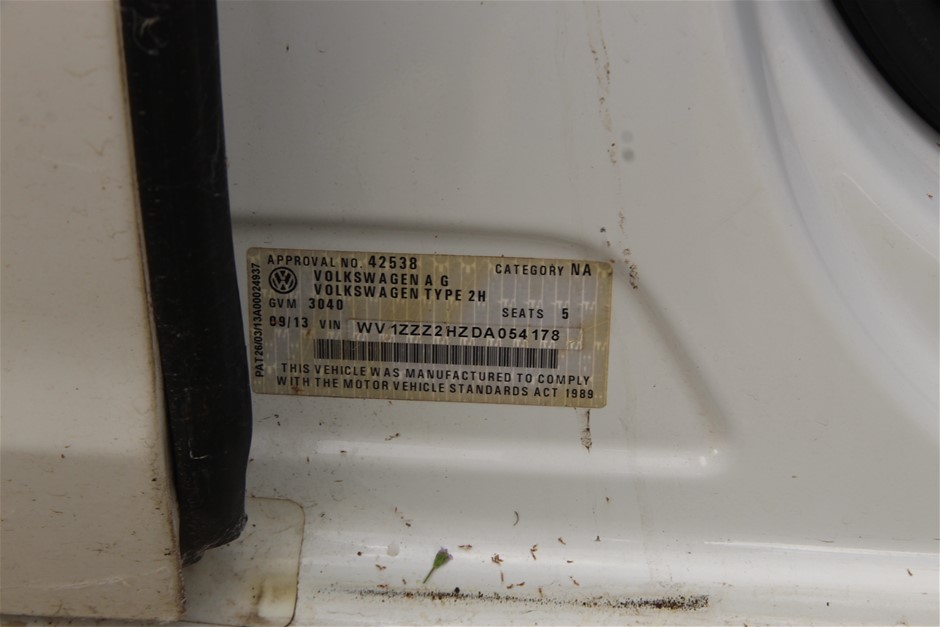 APPROVAL NO. 42538 CATEGORY NA
VOLKSWAGEN A G
VOLKSWAGEN TYPE 2H
GVM 3040 SEATS 5
09/13 VIN WV1ZZZ2HZDA054178
THIS VEHICLE WAS MANUFACTURED TO COMPLY
WITH THE MOTOR VEHICLE STANDARDS ACT 1989
PAT26/03/13A00024937